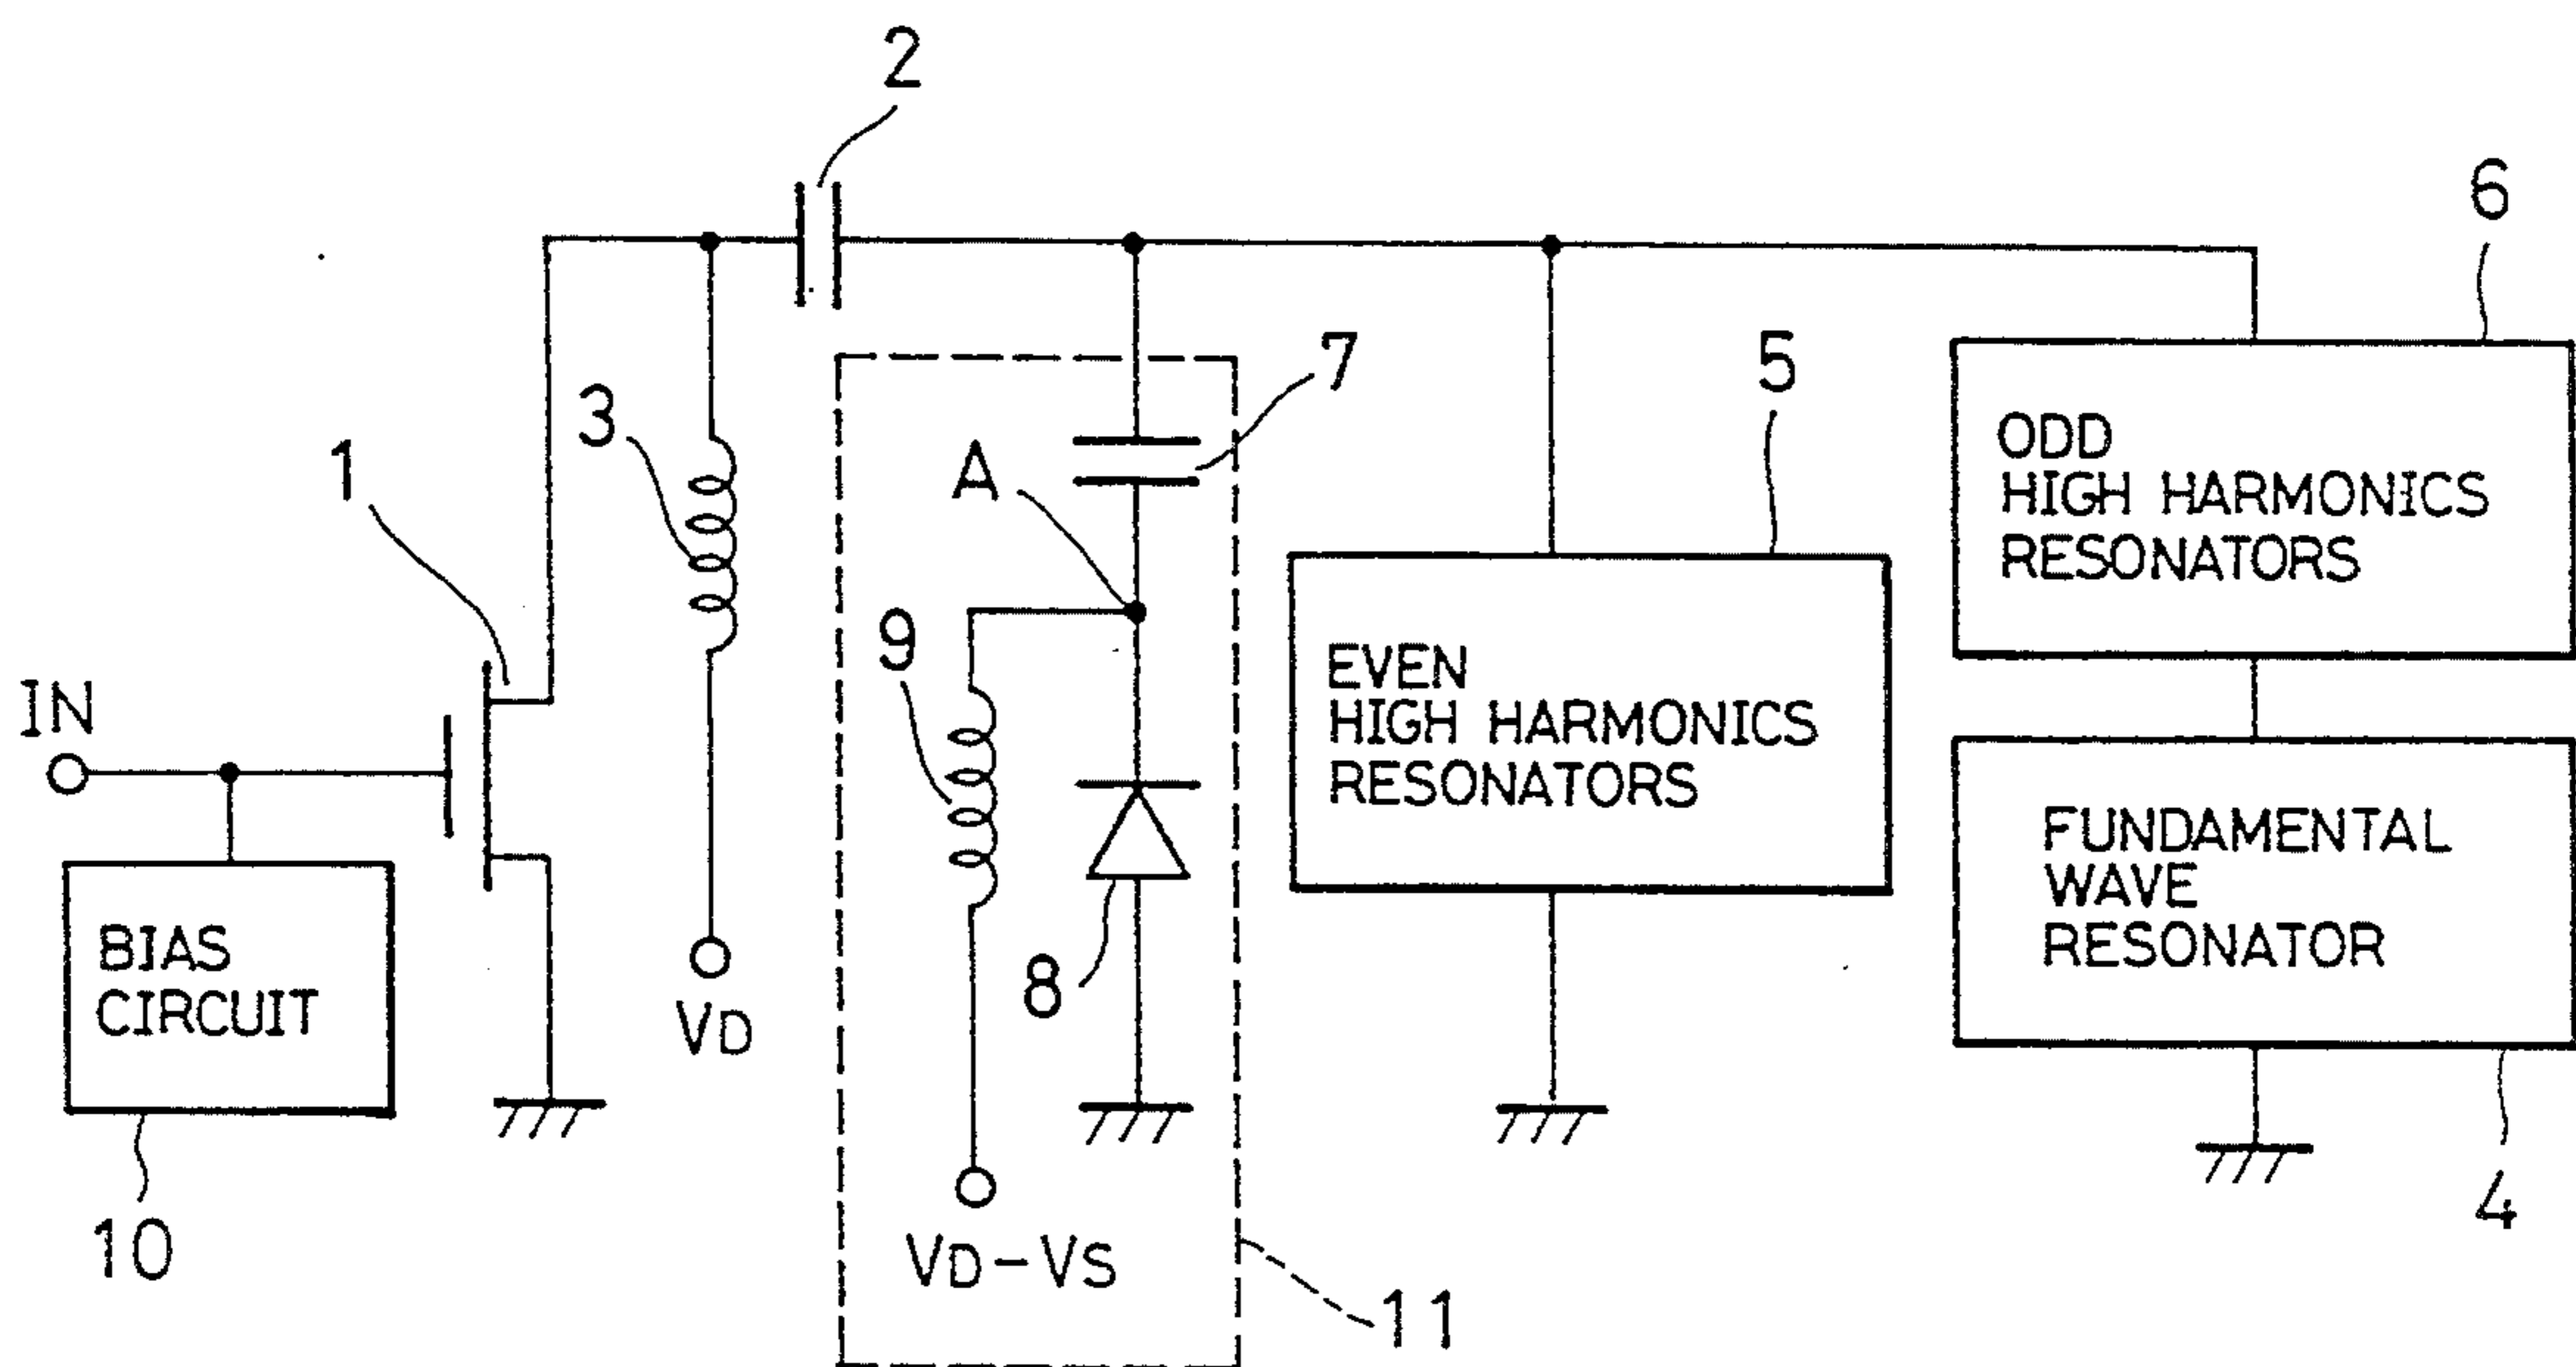 2
6
7
5
3
A
1
ODD
HIGH HARMONICS
RESONATORS
9
IN
EVEN
HIGH HARMONICS
RESONATORS
FUNDAMENTAL
WAVE
RESONATOR
BIAS
CIRCUIT
8
VD
4
10
VD-VS
11